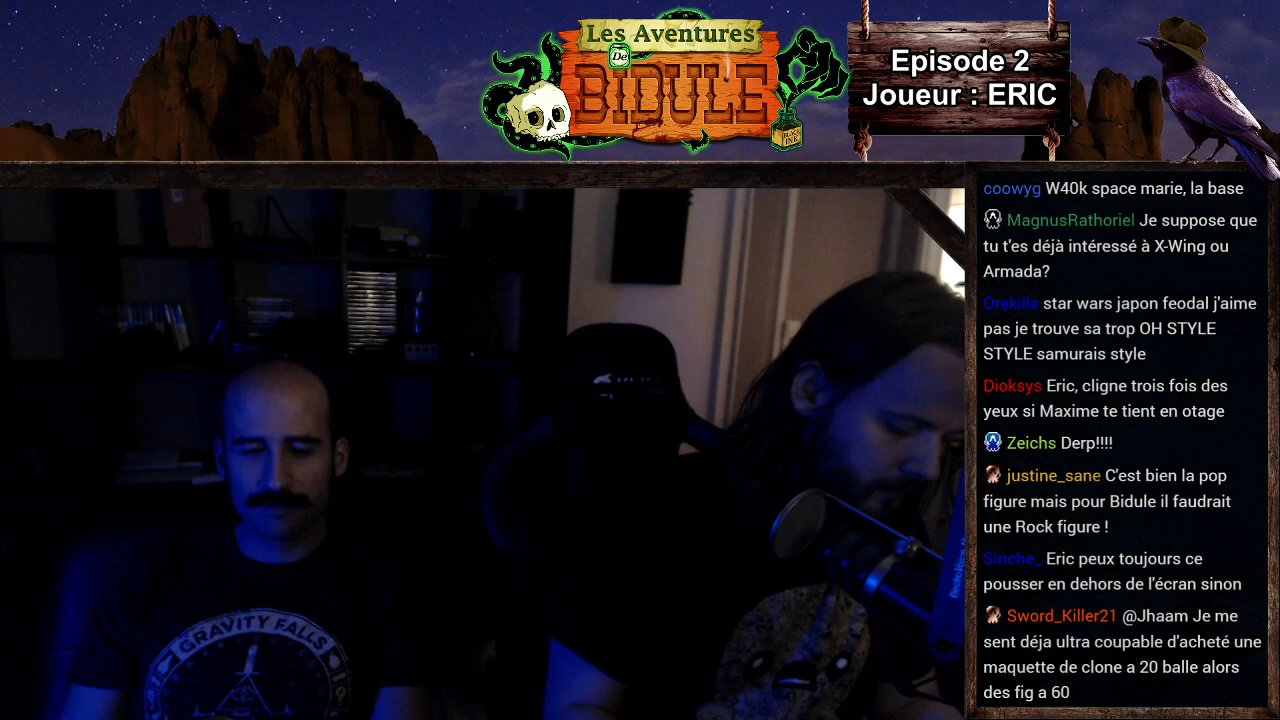 Les Aventures
De
BIDULE
BLACK
INK
Episode 2
Joueur : ERIC
coowyg W40k space marie, la base
MagnusRathoriel Je suppose que
tu t'es déjà intéressé à X-Wing ou
Armada?
Orekille star wars japon feodal j'aime
pas je trouve sa trop OH STYLE
STYLE samurais style
Dioksys Eric, cligne trois fois des
yeux si Maxime te tient en otage
Zeichs Derp!!!!
justine_sane C'est bien la pop
figure mais pour Bidule il faudrait
une Rock figure !
Sinche_ Eric peux toujours ce
pousser en dehors de l'écran sinon
Sword_Killer21 @Jhaam Je me
sent déja ultra coupable d'acheté une
maquette de clone a 20 balle alors
des fig a 60
GRAVITY FALLS